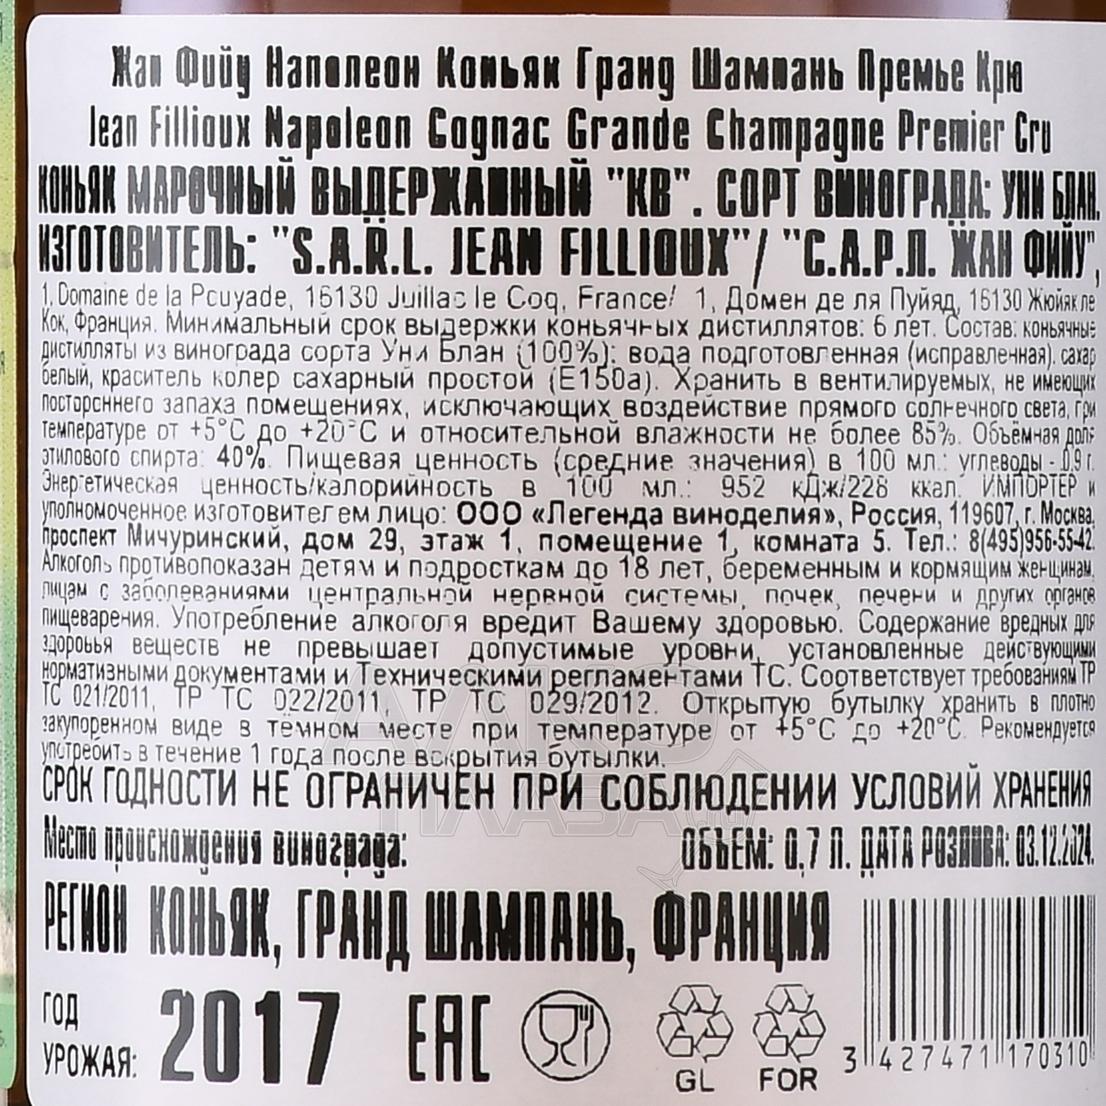 Жан Фийу Наполеон Коньяк Гранд Шампань Премье Крю
Jean Fillioux Napoleon Cognac Grande Champagne Premier Cru
КОНЬЯК МАРОЧНЫЙ ВЫДЕРЖАННЫЙ "КВ". СОРТ ВИНОГРАДА: УНИ БЛАН.
ИЗГОТОВИТЕЛЬ: "S.A.R.L. JEAN FILLIOUX"/ "С.А.Р.Л. ЖАН ФИЙУ",
1, Domaine de la Pouyade, 16130 Juillac le Coq, France/ 1, Домен де ля Пуйяд, 16130 Жюйяк ле
Кок, Франция. Минимальный срок выдержки коньячных дистиллятов: 6 лет. Состав: коньячные
дистилляты из винограда сорта Уни Блан (100%); вода подготовленная (исправленная), сахар
белый, краситель колер сахарный простой (Е150а). Хранить в вентилируемых, не имеющих
постороннего запаха помещениях, исключающих воздействие прямого солнечного света, при
температуре от +5°С до +20°С и относительной влажности не более 85%. Объёмная доля
этилового спирта: 40%. Пищевая ценность (средние значения) в 100 мл.: углеводы - 0,9 г.
Энергетическая ценность/калорийность в 100 мл.: 952 кДж/228 ккал. ИМПОРТЕР и
уполномоченное изготовителем лицо: ООО «Легенда виноделия», Россия, 119607, г. Москва,
проспект Мичуринский, дом 29, этаж 1, помещение 1, комната 5. Тел.: 8(495)956-55-42.
Алкоголь противопоказан детям и подросткам до 18 лет, беременным и кормящим женщинам,
лицам с заболеваниями центральной нервной системы, почек, печени и других органов
пищеварения. Употребление алкоголя вредит Вашему здоровью. Содержание вредных для
здоровья веществ не превышает допустимые уровни, установленные действующими
нормативными документами и Техническими регламентами ТС. Соответствует требованиям ТР
ТС 021/2011, ТР ТС 022/2011, ТР ТС 029/2012. Открытую бутылку хранить в плотно
закупоренном виде в тёмном месте при температуре от +5°С до +20°С. Рекомендуется
употребить в течение 1 года после вскрытия бутылки.
СРОК ГОДНОСТИ НЕ ОГРАНИЧЕН ПРИ СОБЛЮДЕНИИ УСЛОВИЙ ХРАНЕНИЯ
Место происхождения винограда:
ОБЪЕМ: 0,7 Л. ДАТА РОЗЛИВА: 03.12.2024.
РЕГИОН КОНЬЯК, ГРАНД ШАМПАНЬ, ФРАНЦИЯ
ГОД
УРОЖАЯ: 2017
EAC
GL FOR
3 427471 170310